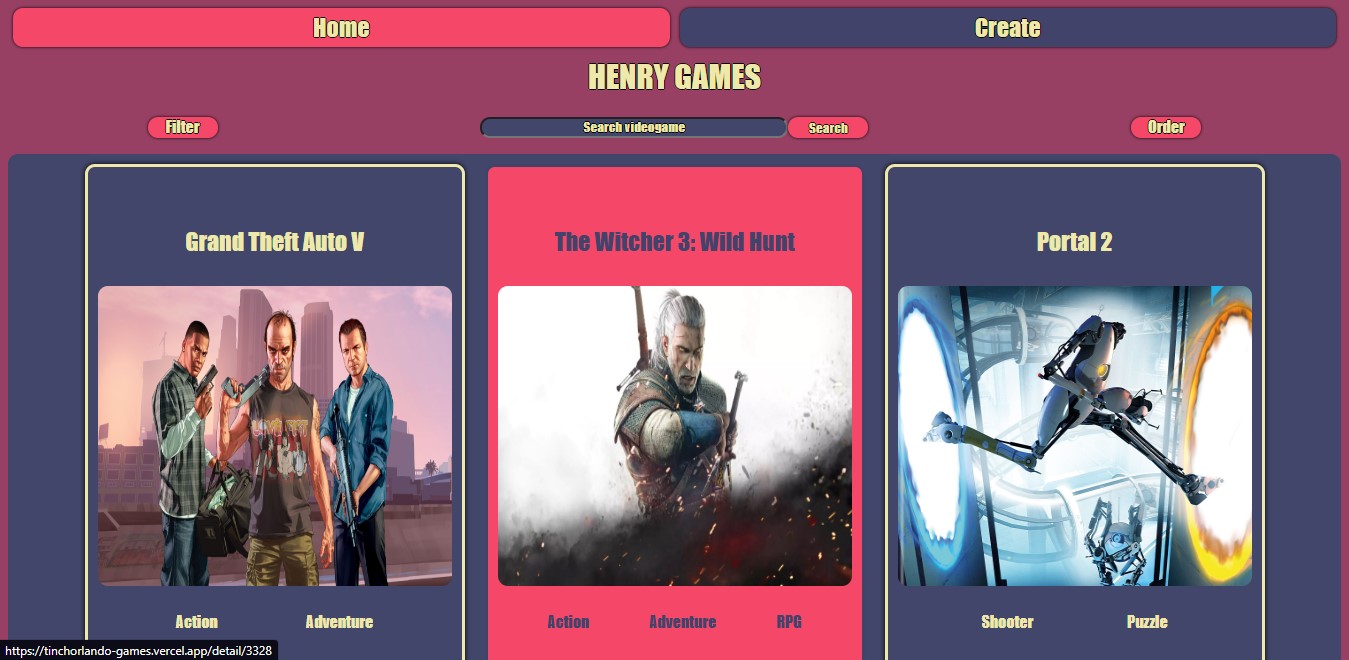 Home Create
HENRY GAMES
Filter Search videogame Search Order
Grand Theft Auto V The Witcher 3: Wild Hunt Portal 2
Action Adventure Action Adventure RPG Shooter Puzzle
https://tinchorlando-games.vercel.app/detail/3328